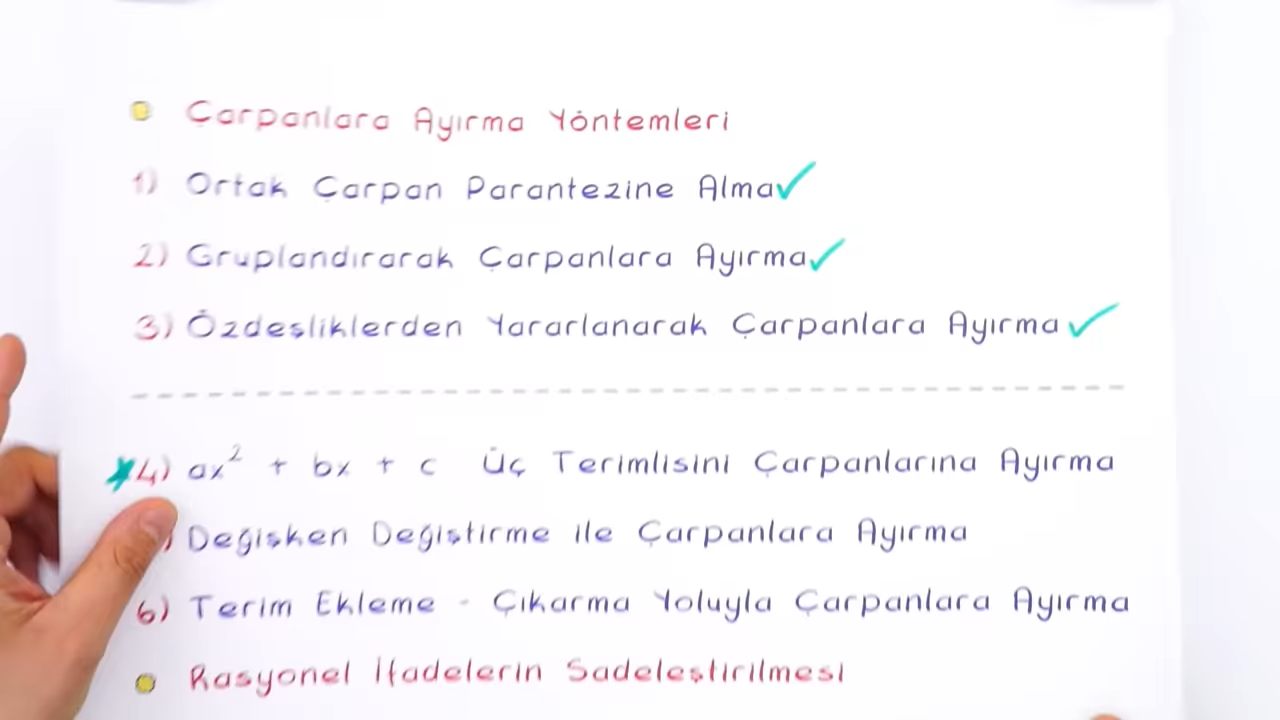 Çarpanlara Ayırma Yöntemleri
1) Ortak Çarpan Parantezine Alma
2) Gruplandırarak Çarpanlara Ayırma
3) Özdeşliklerden Yararlanarak Çarpanlara Ayırma
4) ax² + bx + c Üç Terimlisini Çarpanlarına Ayırma
) Değişken Değiştirme ile Çarpanlara Ayırma
6) Terim Ekleme - Çıkarma Yoluyla Çarpanlara Ayırma
Rasyonel İfadelerin Sadeleştirilmesi